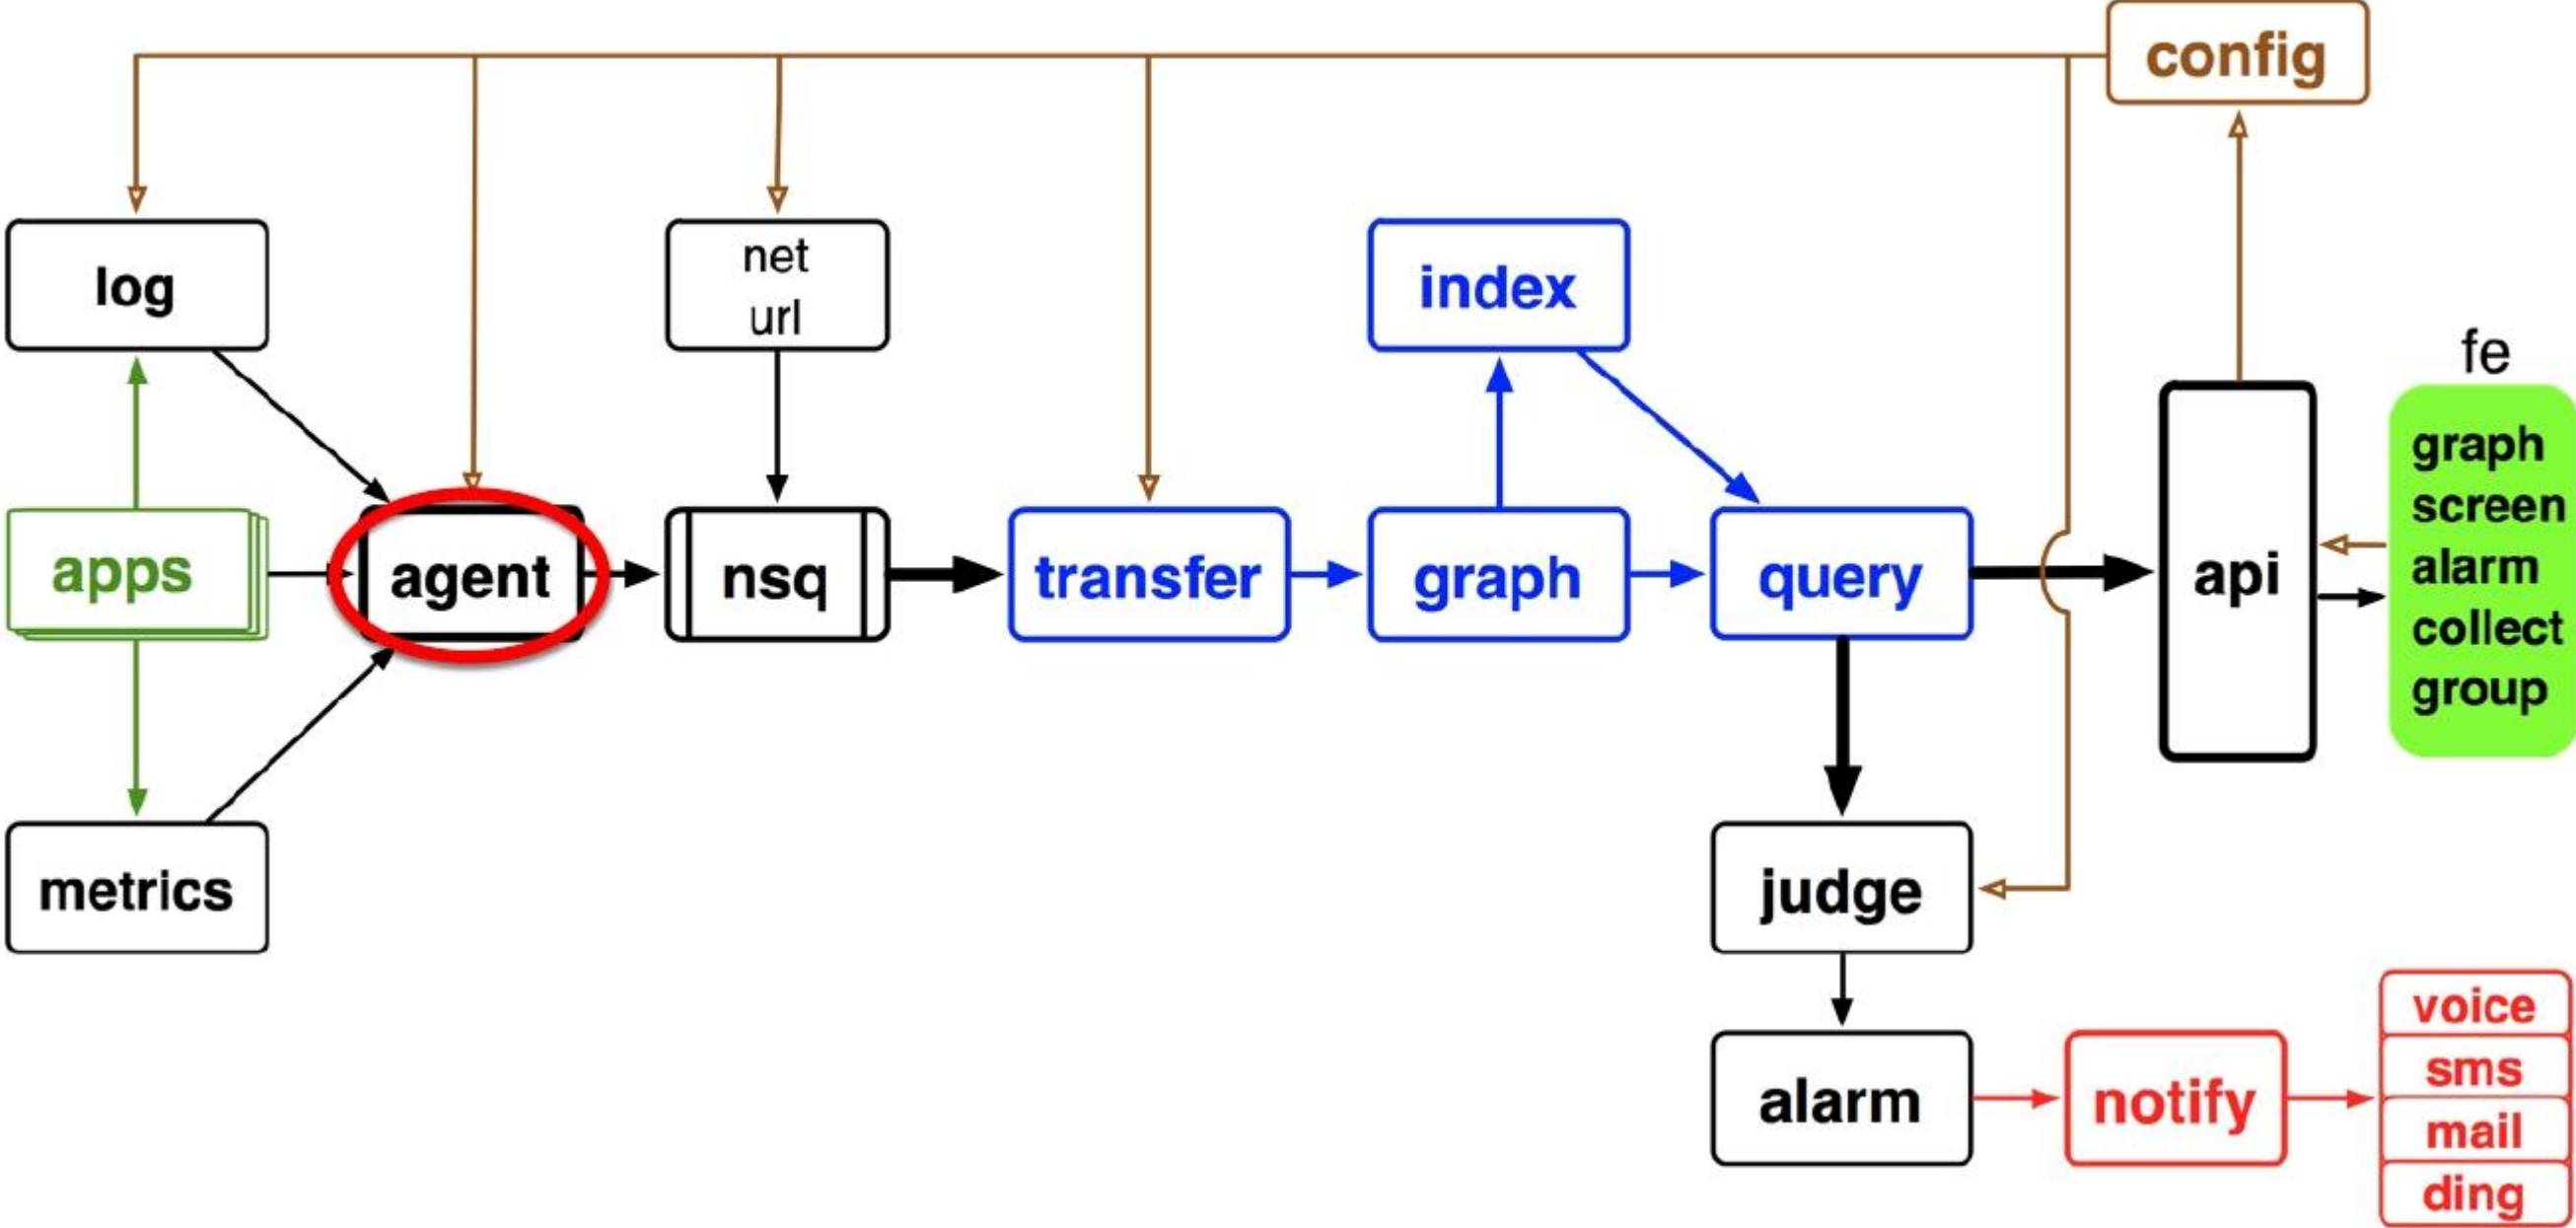 config
log
net
url
index
fe
apps
agent
nsq
transfer
graph
query
api
graph
screen
alarm
collect
group
metrics
judge
alarm
notify
voice
sms
mail
ding